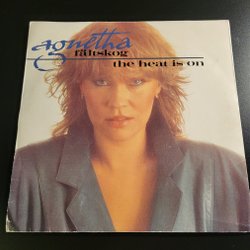 agnetha
fältskog
the heat is on